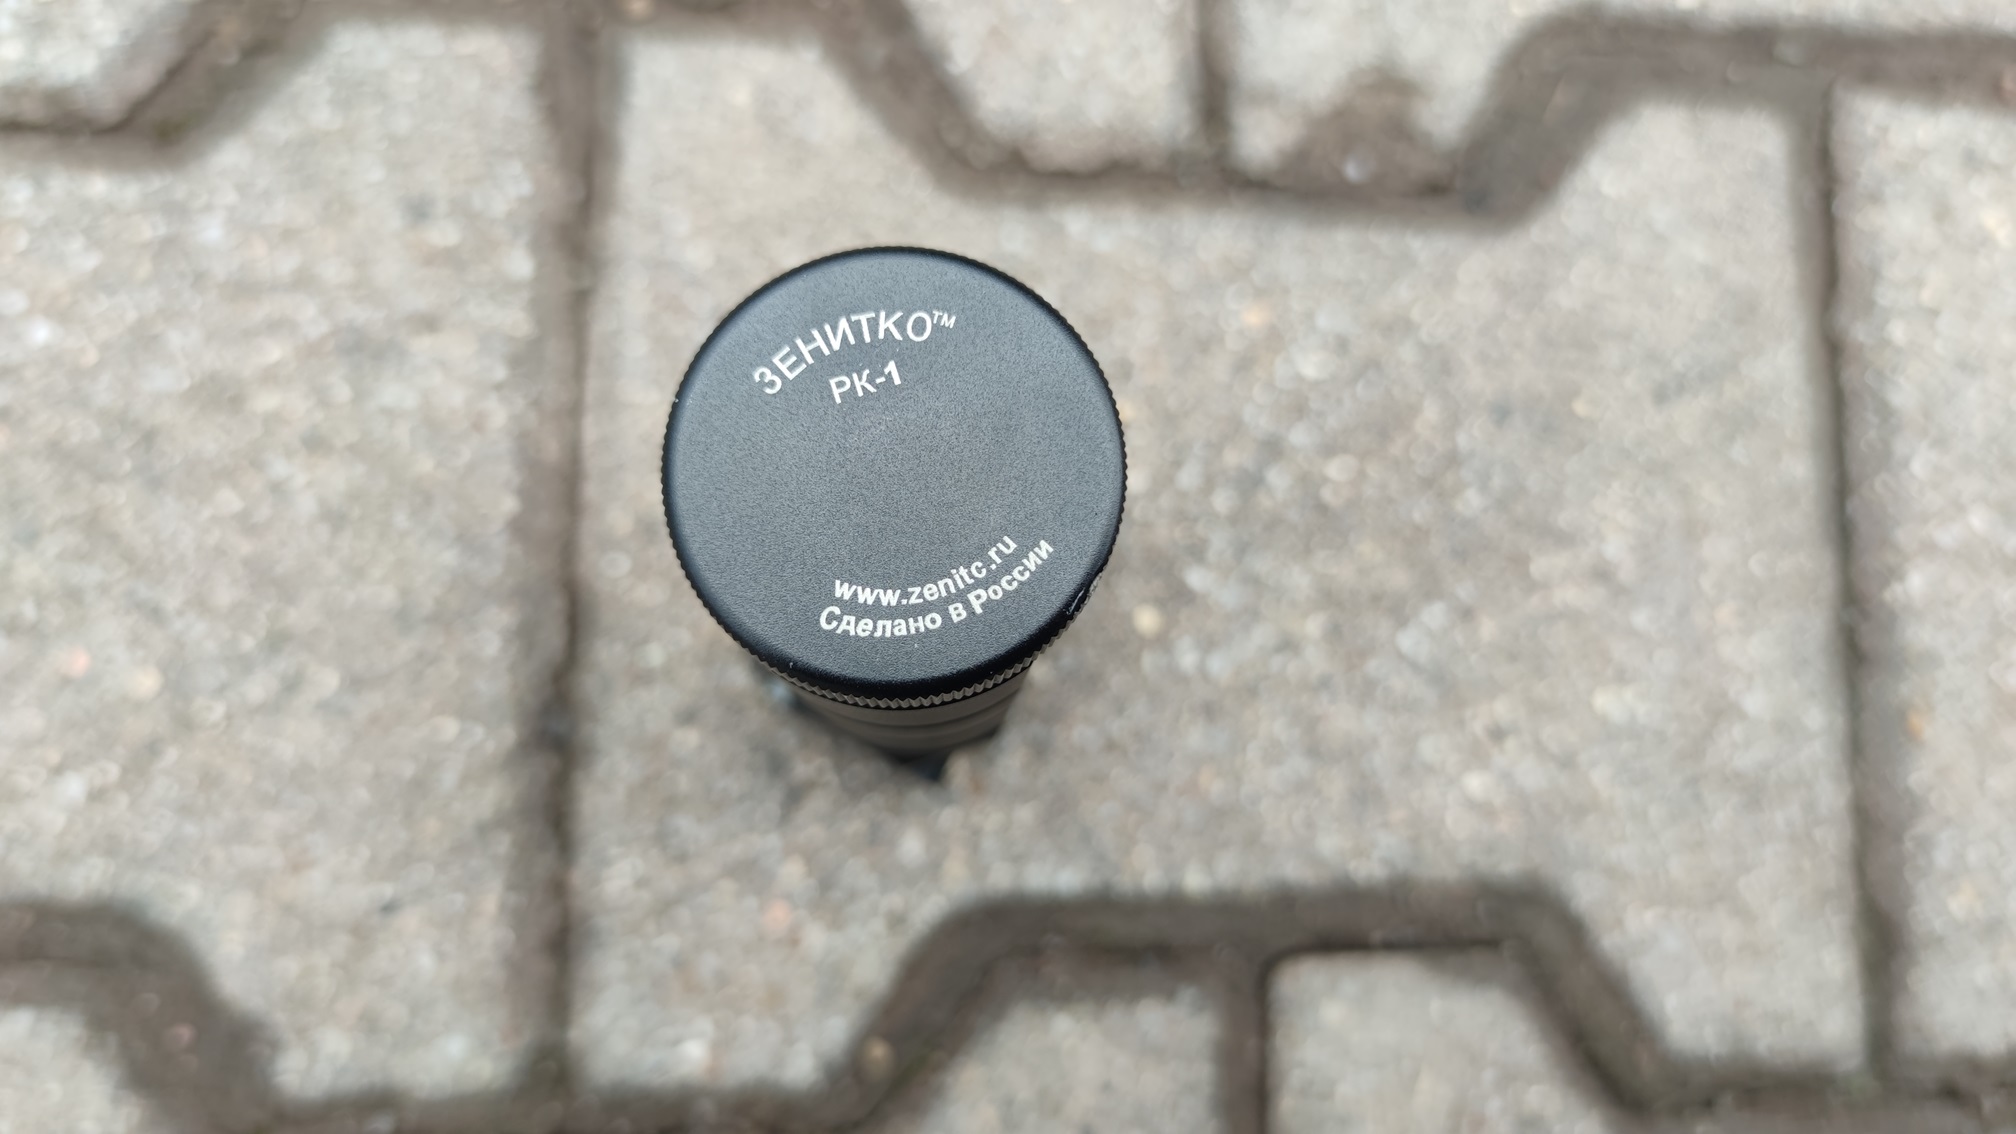 ЗЕНИТКО™
РК-1
www.zenitc.ru
Сделано в России